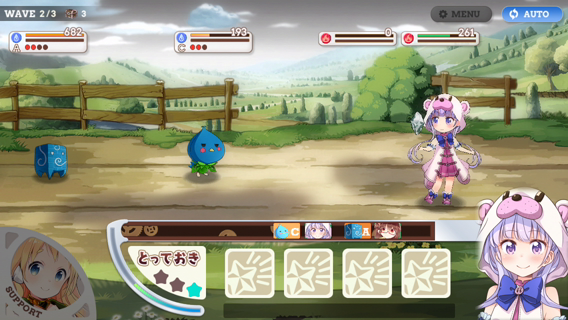 WAVE 2/3 3
MENU
AUTO
682
A
193
C
0
261
C
A
とっておき
SUPPORT